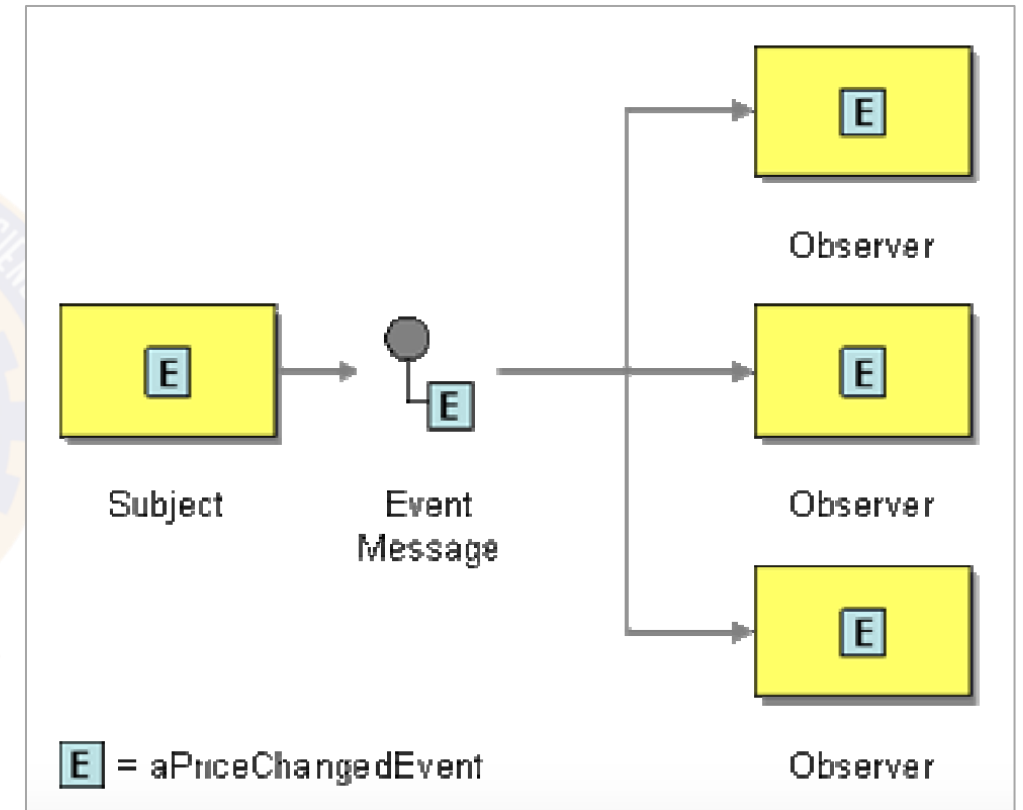 E
Observer
E
E
E
Subject
Event
Message
Observer
E
E = aPriceChangedEvent
Observer